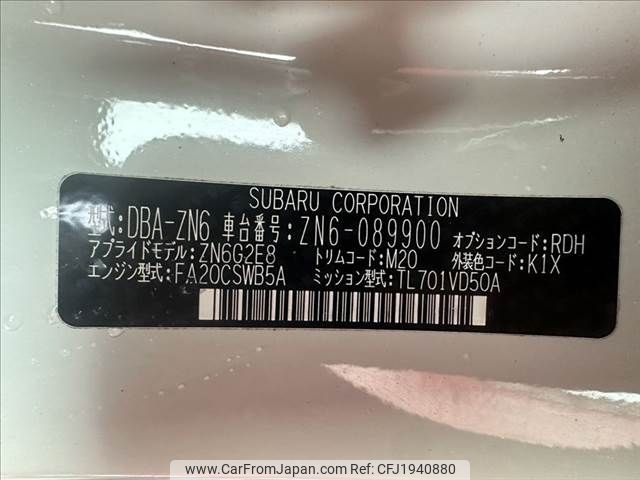 SUBARU CORPORATION
型式:DBA-ZN6 車台番号:ZN6-089900 オプションコード:RDH
アプライドモデル:ZN6G2E8 トリムコード:M20 外装色コード:K1X
エンジン型式:FA20CSWB5A ミッション型式:TL701VD50A
www.CarFromJapan.com - CFJ1940880